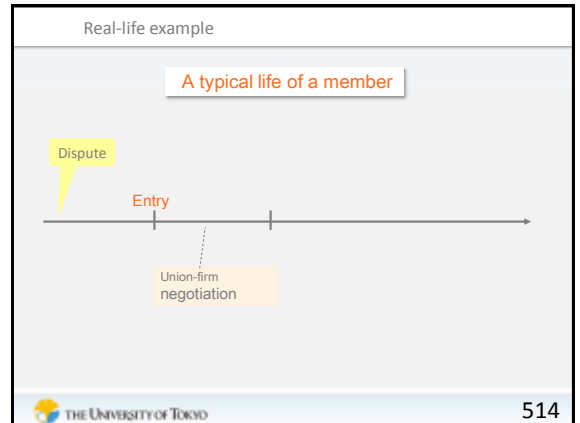 Real-life example
A typical life of a member
Dispute
Entry
Union-firm
negotiation
THE UNIVERSITY OF TOKYO
514